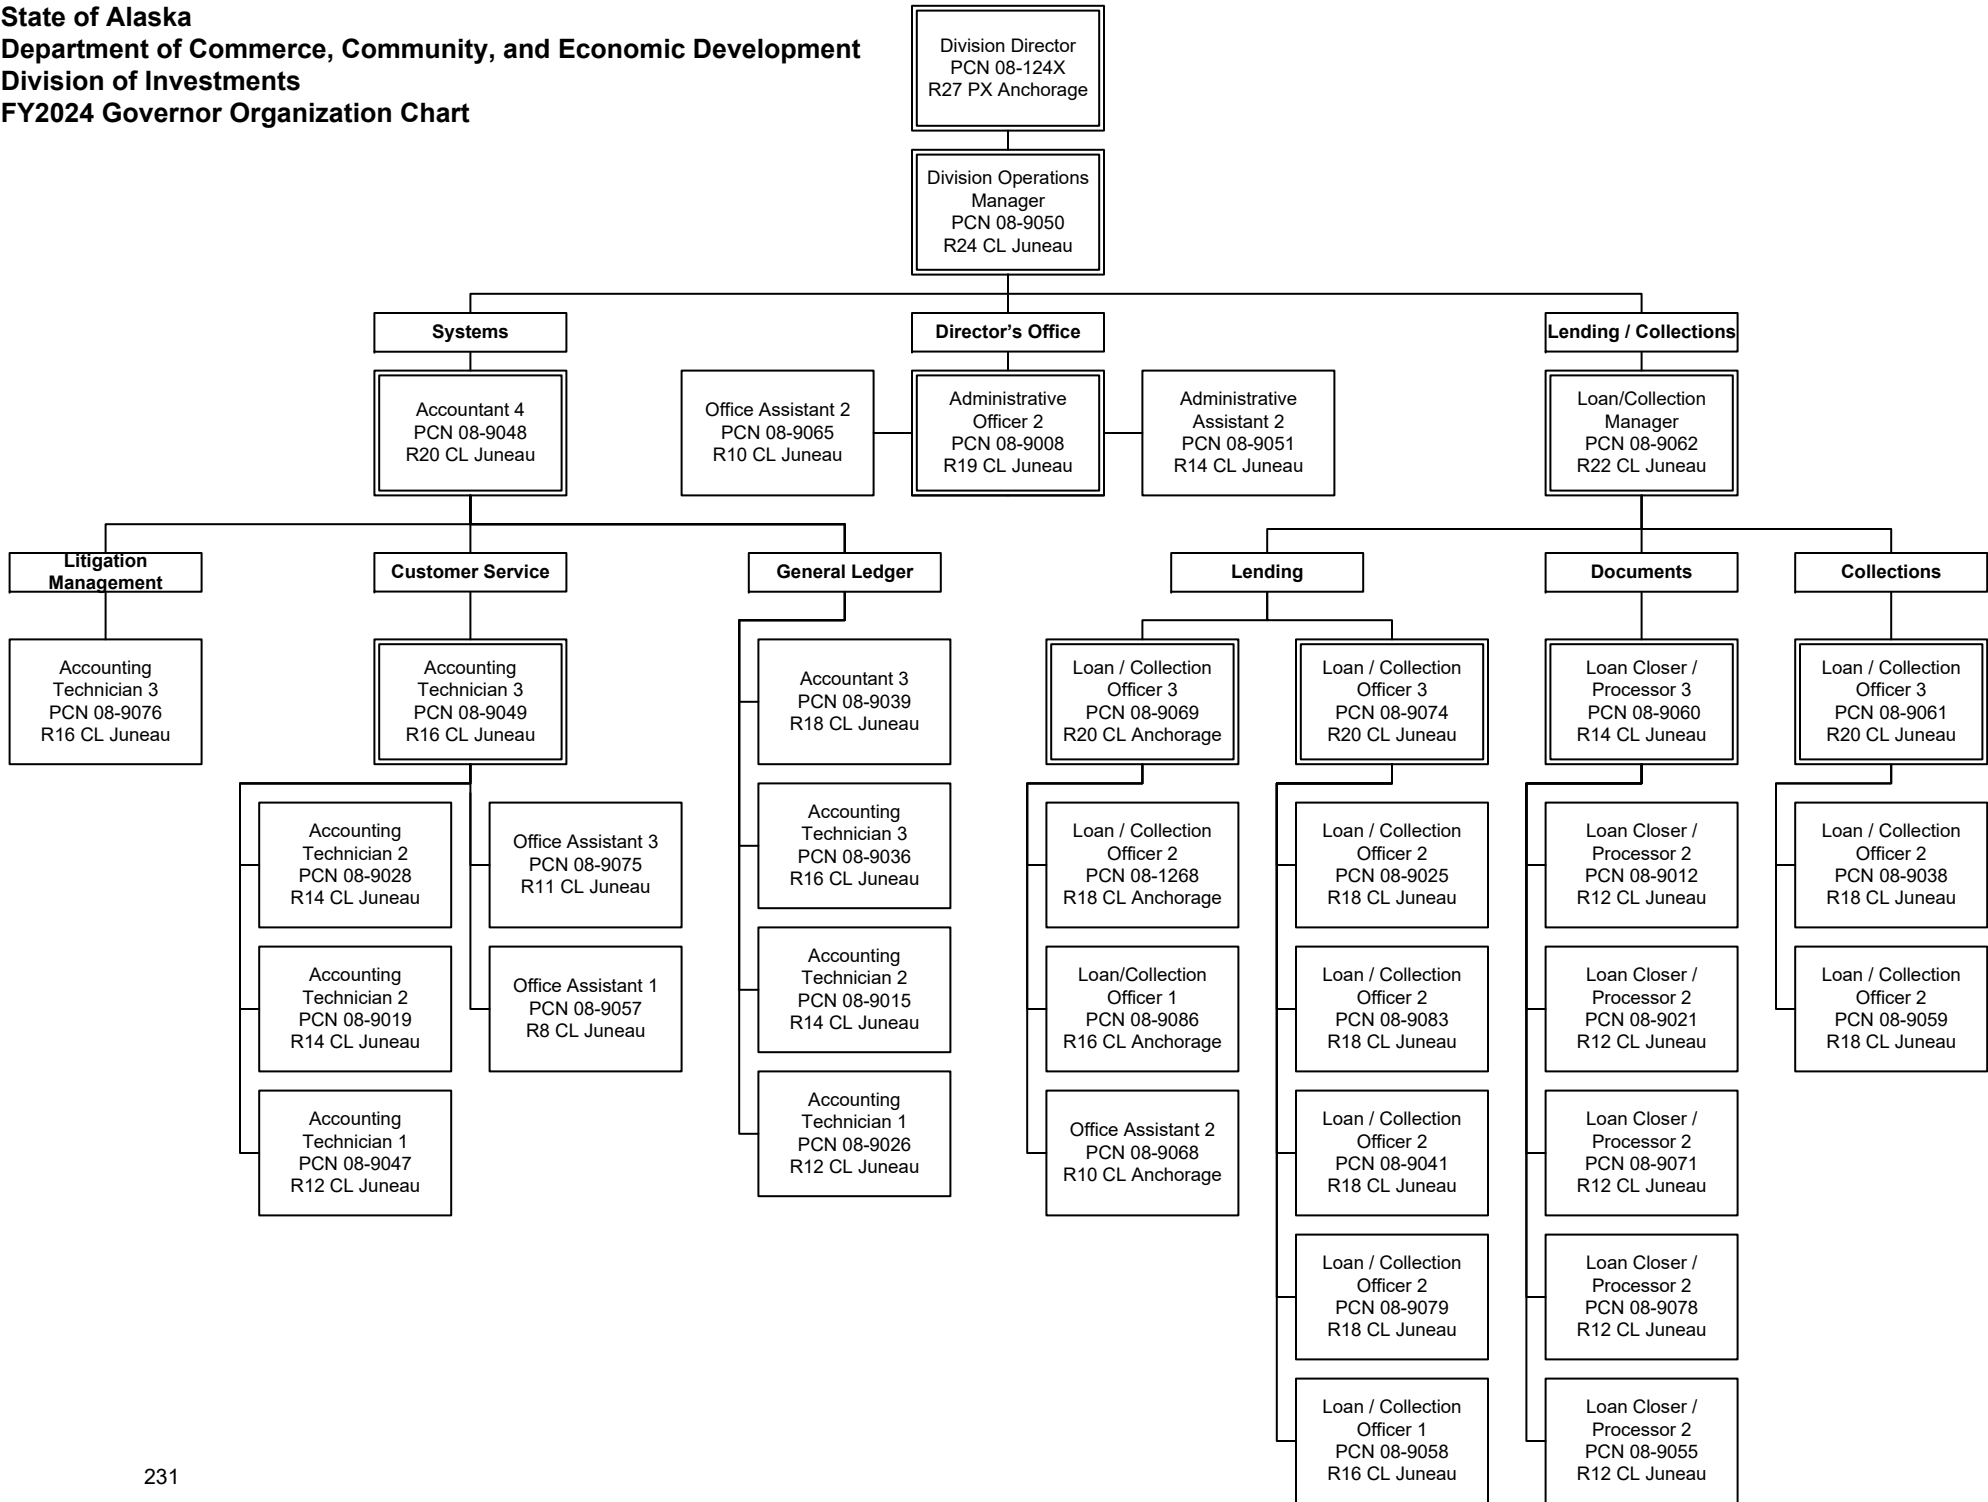 State of Alaska
Department of Commerce, Community, and Economic Development
Division of Investments
FY2024 Governor Organization Chart
Division Director
PCN 08-124X
R27 PX Anchorage
Division Operations
Manager
PCN 08-9050
R24 CL Juneau
Systems
Director’s Office
Lending / Collections
Accountant 4
PCN 08-9048
R20 CL Juneau
Office Assistant 2
PCN 08-9065
R10 CL Juneau
Administrative
Officer 2
PCN 08-9008
R19 CL Juneau
Administrative
Assistant 2
PCN 08-9051
R14 CL Juneau
Loan/Collection
Manager
PCN 08-9062
R22 CL Juneau
Litigation
Management
Customer Service
General Ledger
Lending
Documents
Collections
Accounting
Technician 3
PCN 08-9076
R16 CL Juneau
Accounting
Technician 3
PCN 08-9049
R16 CL Juneau
Accounting
Technician 2
PCN 08-9028
R14 CL Juneau
Accounting
Technician 2
PCN 08-9019
R14 CL Juneau
Accounting
Technician 1
PCN 08-9047
R12 CL Juneau
Office Assistant 3
PCN 08-9075
R11 CL Juneau
Office Assistant 1
PCN 08-9057
R8 CL Juneau
Accountant 3
PCN 08-9039
R18 CL Juneau
Accounting
Technician 3
PCN 08-9036
R16 CL Juneau
Accounting
Technician 2
PCN 08-9015
R14 CL Juneau
Accounting
Technician 1
PCN 08-9026
R12 CL Juneau
Loan / Collection
Officer 3
PCN 08-9069
R20 CL Anchorage
Loan / Collection
Officer 2
PCN 08-1268
R18 CL Anchorage
Loan/Collection
Officer 1
PCN 08-9086
R16 CL Anchorage
Office Assistant 2
PCN 08-9068
R10 CL Anchorage
Loan / Collection
Officer 3
PCN 08-9074
R20 CL Juneau
Loan / Collection
Officer 2
PCN 08-9025
R18 CL Juneau
Loan / Collection
Officer 2
PCN 08-9083
R18 CL Juneau
Loan / Collection
Officer 2
PCN 08-9041
R18 CL Juneau
Loan / Collection
Officer 2
PCN 08-9079
R18 CL Juneau
Loan / Collection
Officer 1
PCN 08-9058
R16 CL Juneau
Loan Closer /
Processor 3
PCN 08-9060
R14 CL Juneau
Loan Closer /
Processor 2
PCN 08-9012
R12 CL Juneau
Loan Closer /
Processor 2
PCN 08-9021
R12 CL Juneau
Loan Closer /
Processor 2
PCN 08-9071
R12 CL Juneau
Loan Closer /
Processor 2
PCN 08-9078
R12 CL Juneau
Loan Closer /
Processor 2
PCN 08-9055
R12 CL Juneau
Loan / Collection
Officer 3
PCN 08-9061
R20 CL Juneau
Loan / Collection
Officer 2
PCN 08-9038
R18 CL Juneau
Loan / Collection
Officer 2
PCN 08-9059
R18 CL Juneau
231